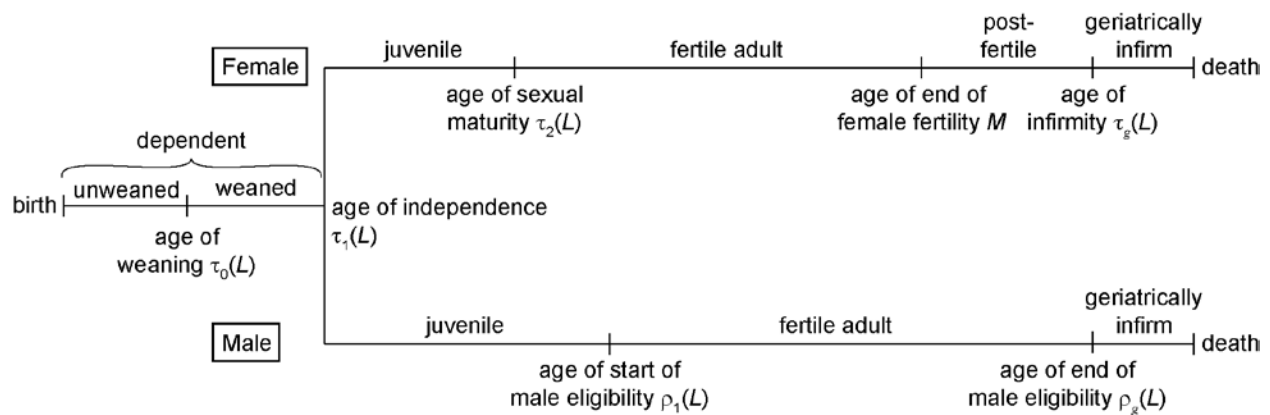 post-
fertile
geriatrically
infirm
juvenile
fertile adult
Female
death
age of sexual
maturity τ₂(L)
age of end of
female fertility M
age of
infirmity τg(L)
dependent
unweaned
weaned
birth
age of independence
τ₁(L)
age of
weaning τ₀(L)
geriatrically
infirm
juvenile
fertile adult
Male
death
age of start of
male eligibility ρ₁(L)
age of end of
male eligibility ρg(L)